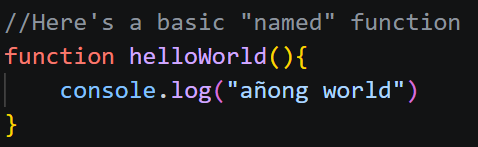 //Here's a basic "named" function
function helloWorld(){
    console.log("añong world")
}